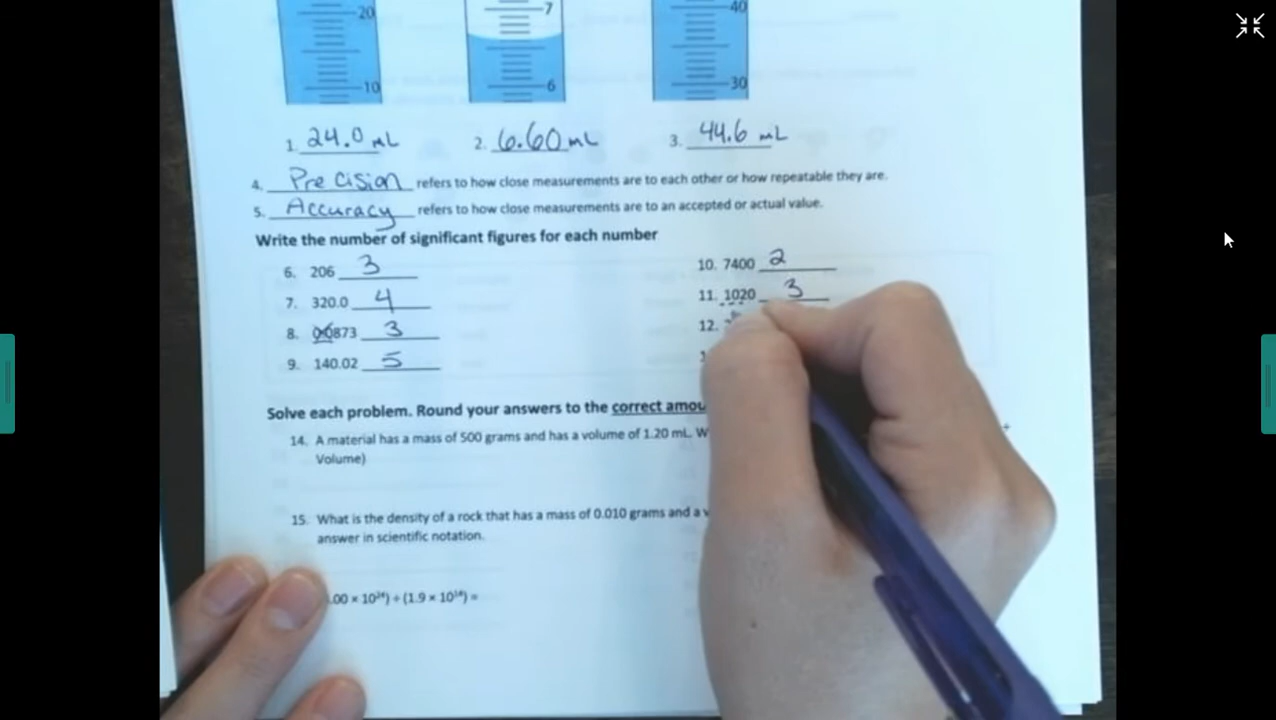 20
10
7
6
40
30
1. 24.0 mL 2. 6.60 mL 3. 44.6 mL
4. Precision refers to how close measurements are to each other or how repeatable they are.
5. Accuracy refers to how close measurements are to an accepted or actual value.
Write the number of significant figures for each number
6. 206 3
7. 320.0 4
8. 00873 3
9. 140.02 5
10. 7400 2
11. 1020 3
12.
Solve each problem. Round your answers to the correct amou
14. A material has a mass of 500 grams and has a volume of 1.20 mL. W
Volume)
15. What is the density of a rock that has a mass of 0.010 grams and a v
answer in scientific notation.